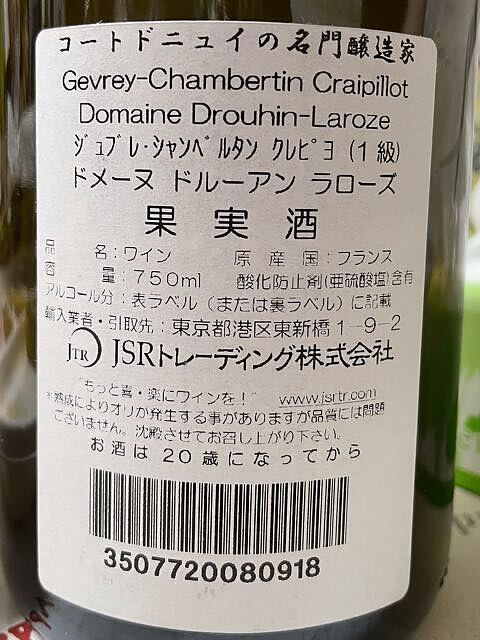 コートドニュイの名門醸造家
Gevrey-Chambertin Craipillot
Domaine Drouhin-Laroze
ｼﾞｭﾌﾞﾚ･ｼｬﾝﾍﾞﾙﾀﾝ ｸﾚﾋﾟﾖ (１級)
ドメーヌ ドルーアン ラローズ
果実酒
品 名：ワイン 原産国：フランス
容 量：750ml 酸化防止剤(亜硫酸塩)含有
アルコール分：表ラベル（または裏ラベル）に記載
輸入業者・引取先：東京都港区東新橋1-9-2
JTR JSRトレーディング株式会社
"もっと喜・楽にワインを！" www.jsrtr.com
＊熟成によりオリが発生する事がありますが品質には問題
ございません。沈殿させてお召し上がり下さい。
お酒は20歳になってから
3507720080918